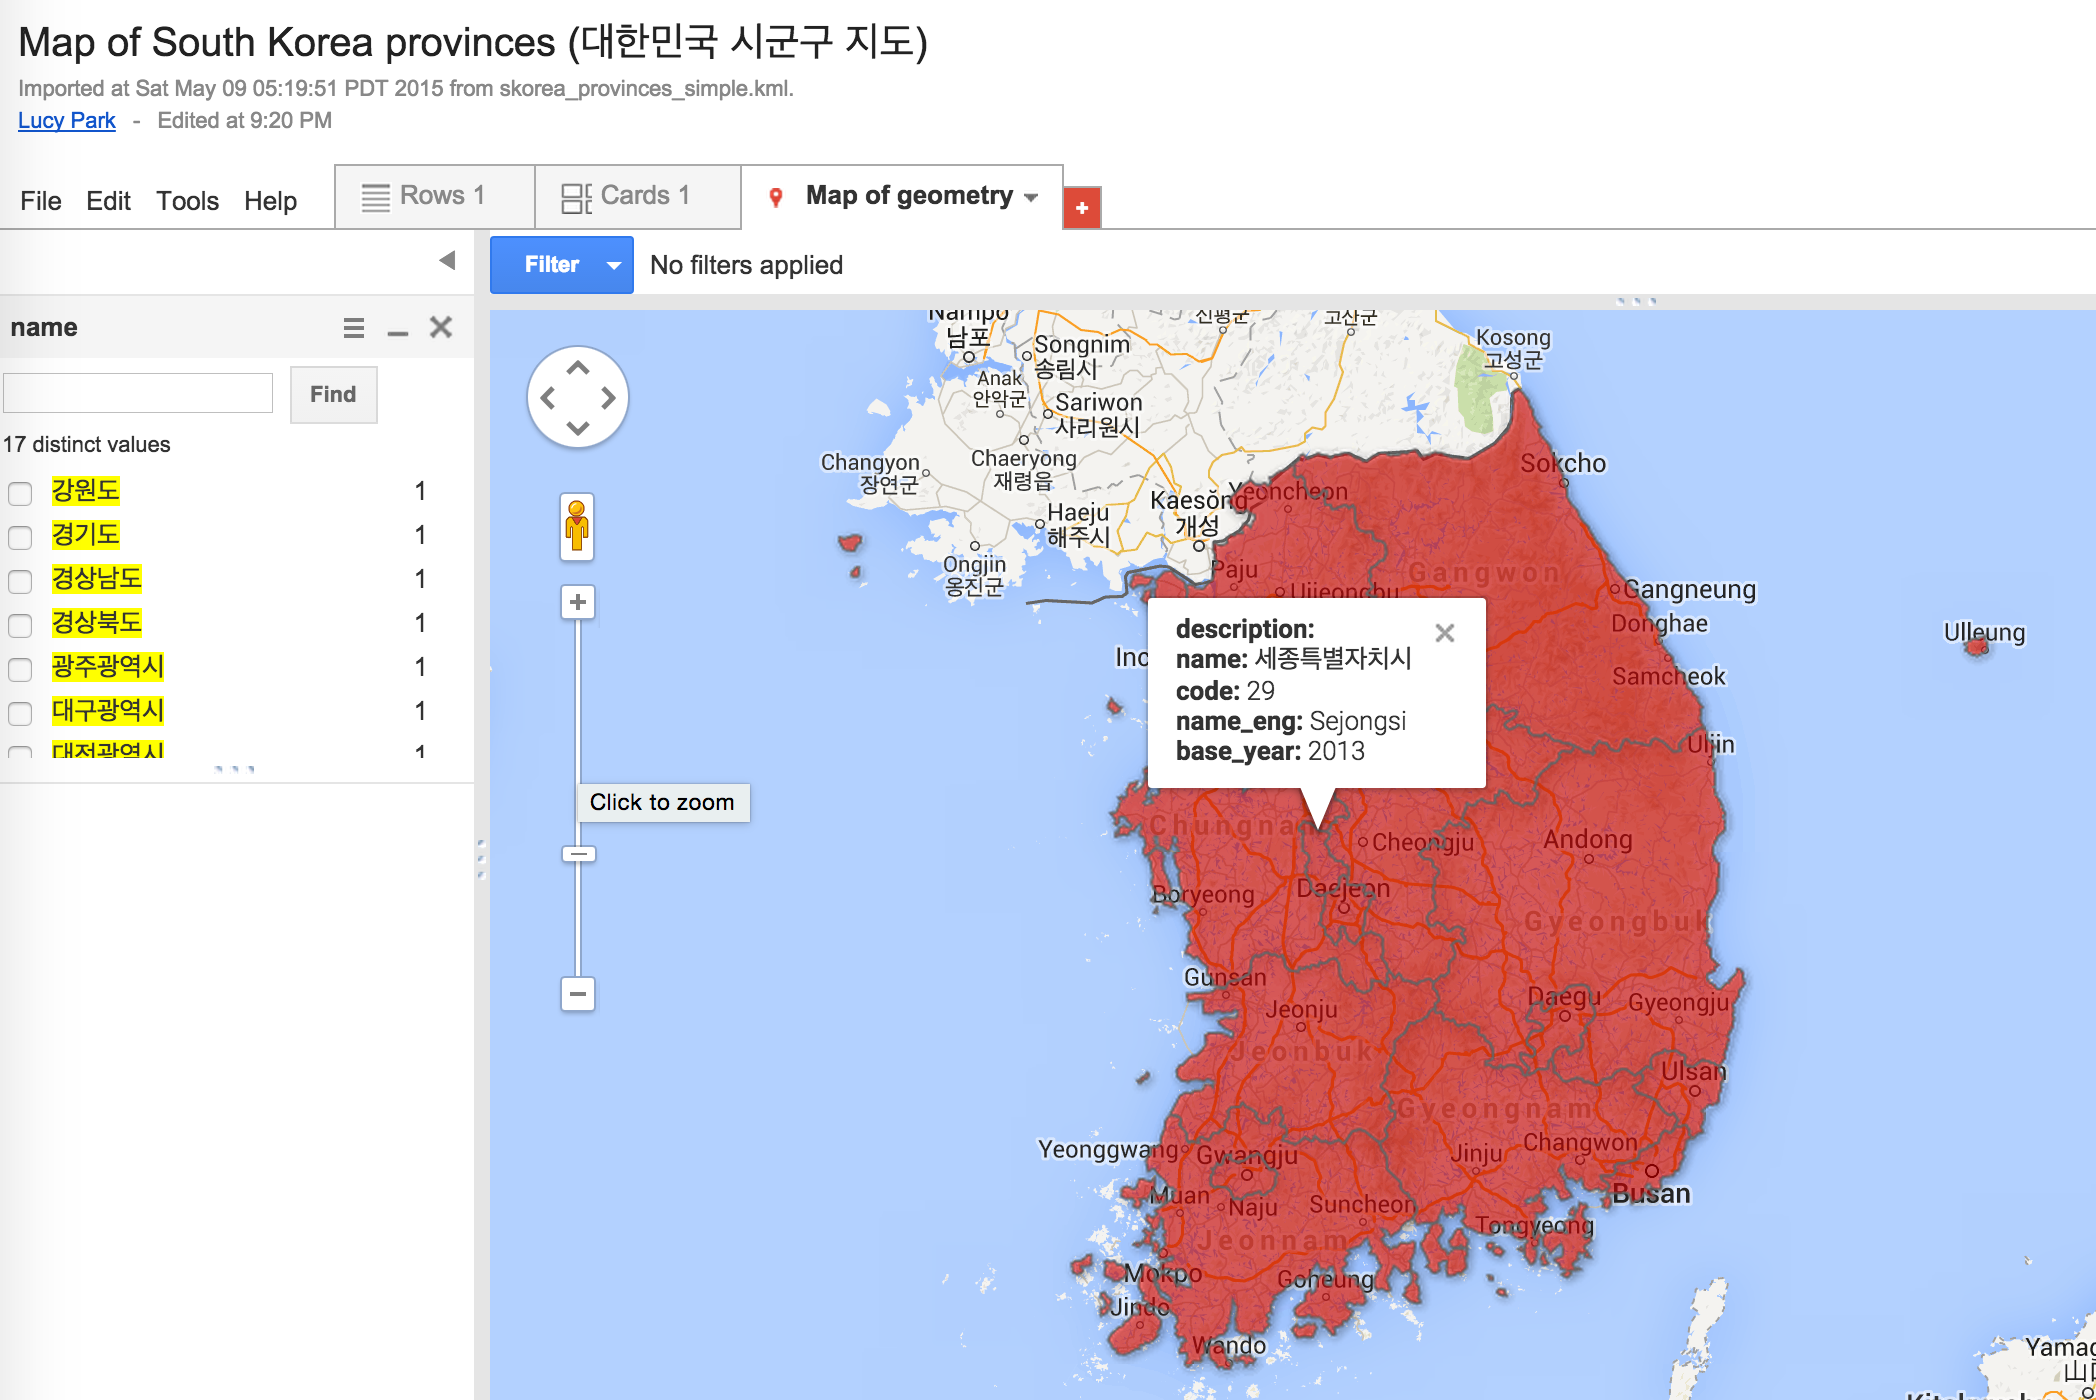 Map of South Korea provinces (대한민국 시군구 지도)
Imported at Sat May 09 05:19:51 PDT 2015 from skorea_provinces_simple.kml.
Lucy Park - Edited at 9:20 PM
File Edit Tools Help
Rows 1
Cards 1
Map of geometry
+
Filter
No filters applied
name
Find
17 distinct values
강원도 1
경기도 1
경상남도 1
경상북도 1
광주광역시 1
대구광역시 1
대전광역시 1
Click to zoom
Nampo
남포
신평군
고산군
Kosong
고성군
Songnim
송림시
Anak
안악군
Sariwon
사리원시
Chaeryong
재령읍
Changyon
장연군
Haeju
해주시
Kaesŏng
개성
Yeoncheon
Sokcho
Ongjin
옹진군
Paju
Uijeongbu
Gangwon
Gangneung
Donghae
Samcheok
Ulleung
Inc
description:
name: 세종특별자치시
code: 29
name_eng: Sejongsi
base_year: 2013
Uljin
Chungnam
Cheongju
Andong
Boryeong
Daejeon
Gyeongbuk
Gunsan
Jeonju
Daegu
Gyeongju
Jeonbuk
Ulsan
Gyeongnam
Yeonggwang
Gwangju
Jinju
Changwon
Busan
Muan
Naju
Suncheon
Tongyeong
Jeonnam
Mokpo
Goheung
Jindo
Wando
Yamag